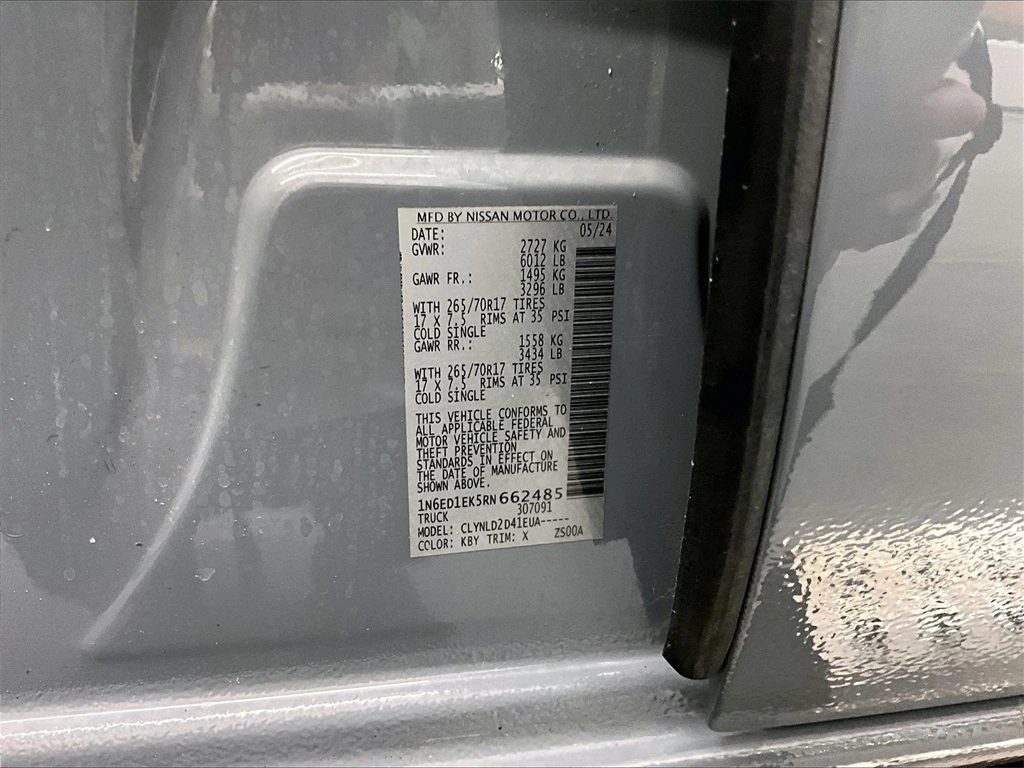 MFD BY NISSAN MOTOR CO., LTD.
DATE: 05/24
GVWR: 2727 KG
6012 LB
GAWR FR.: 1495 KG
3296 LB
WITH 265/70R17 TIRES
17 X 7.5 RIMS AT 35 PSI
COLD SINGLE
GAWR RR.: 1558 KG
3434 LB
WITH 265/70R17 TIRES
17 X 7.5 RIMS AT 35 PSI
COLD SINGLE
THIS VEHICLE CONFORMS TO
ALL APPLICABLE FEDERAL
MOTOR VEHICLE SAFETY AND
THEFT PREVENTION
STANDARDS IN EFFECT ON
THE DATE OF MANUFACTURE
SHOWN ABOVE.
1N6ED1EK5RN662485
TRUCK 307091
MODEL: CLYNLD2D41EUA-----
COLOR: KBY TRIM: X ZS00A